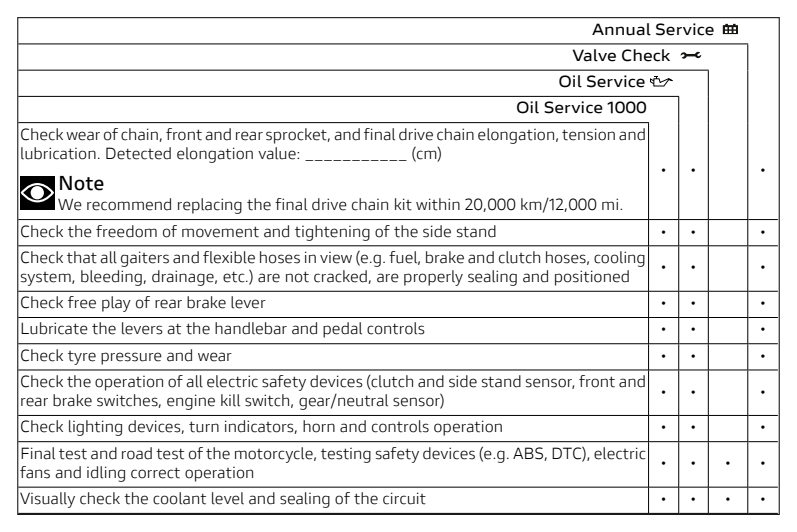 Annual Service
Valve Check
Oil Service
Oil Service 1000
Check wear of chain, front and rear sprocket, and final drive chain elongation, tension and
lubrication. Detected elongation value: ___________ (cm)
• • •
Note
We recommend replacing the final drive chain kit within 20,000 km/12,000 mi.
Check the freedom of movement and tightening of the side stand • • •
Check that all gaiters and flexible hoses in view (e.g. fuel, brake and clutch hoses, cooling
system, bleeding, drainage, etc.) are not cracked, are properly sealing and positioned • • •
Check free play of rear brake lever • • •
Lubricate the levers at the handlebar and pedal controls • • •
Check tyre pressure and wear • • •
Check the operation of all electric safety devices (clutch and side stand sensor, front and
rear brake switches, engine kill switch, gear/neutral sensor) • • •
Check lighting devices, turn indicators, horn and controls operation • • •
Final test and road test of the motorcycle, testing safety devices (e.g. ABS, DTC), electric
fans and idling correct operation • • • •
Visually check the coolant level and sealing of the circuit • • • •